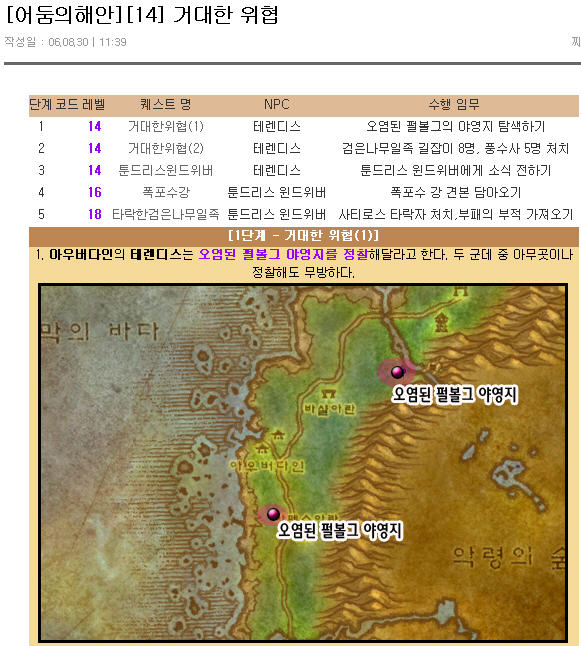 [어둠의해안][14] 거대한 위협
작성일 : 06,08,30 | 11:39
찌
단계 코드 레벨 퀘스트 명 NPC 수행 임무
1 14 거대한위협(1) 테렌디스 오염된 펄볼그의 야영지 탐색하기
2 14 거대한위협(2) 테렌디스 검은나무일족 길잡이 8명, 풍수사 5명 처치
3 14 툰드리스윈드위버 테렌디스 툰드리스 윈드위버에게 소식 전하기
4 16 폭포수강 툰드리스 윈드위버 폭포수 강 견본 담아오기
5 18 타락한검은나무일족 툰드리스 윈드위버 사티로스 타락자 처치,부패의 부적 가져오기
[1단계 - 거대한 위협(1)]
1, 아우버다인의 테렌디스는 오염된 펄볼그 야영지를 정찰해달라고 한다. 두 군데 중 아무곳이나
정찰해도 무방하다.
막의 바다
오염된 펄볼그 야영지
바샬아란
아우버다인
오염된 펄볼그 야영지
악령의 숲